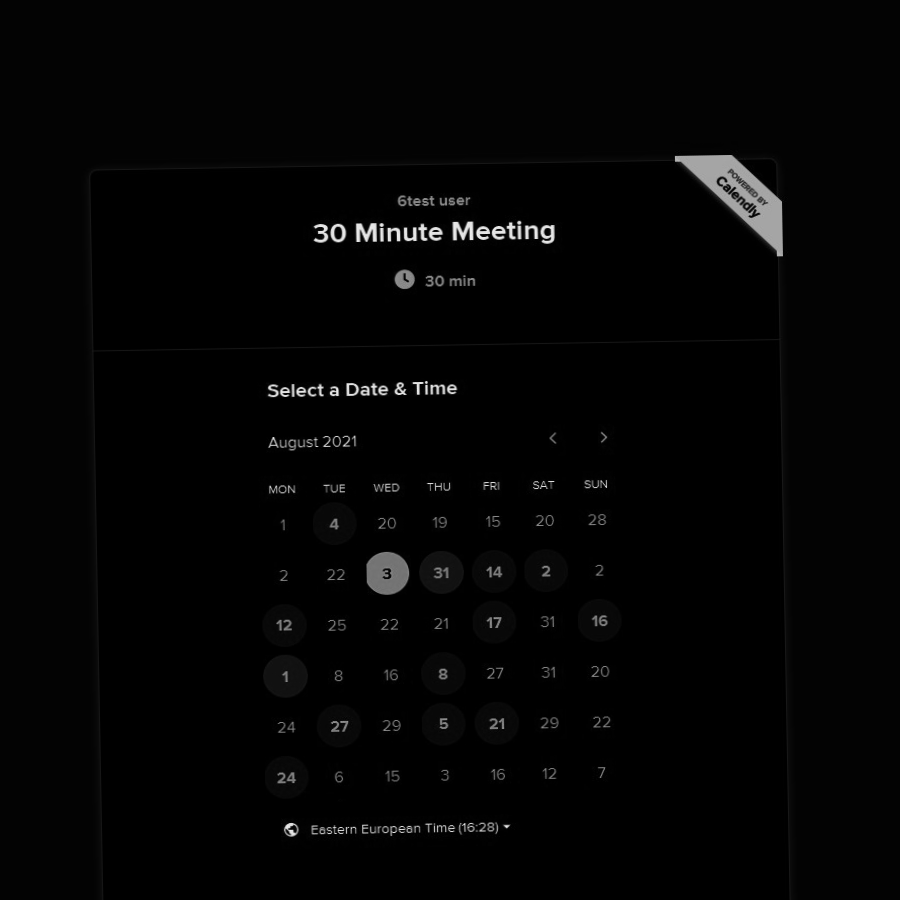 POWERED BY
Calendly
6test user
30 Minute Meeting
30 min
Select a Date & Time
August 2021
MON TUE WED THU FRI SAT SUN
1 4 20 19 15 20 28
2 22 3 31 14 2 2
12 25 22 21 17 31 16
1 8 16 8 27 31 20
24 27 29 5 21 29 22
24 6 15 3 16 12 7
Eastern European Time (16:28)